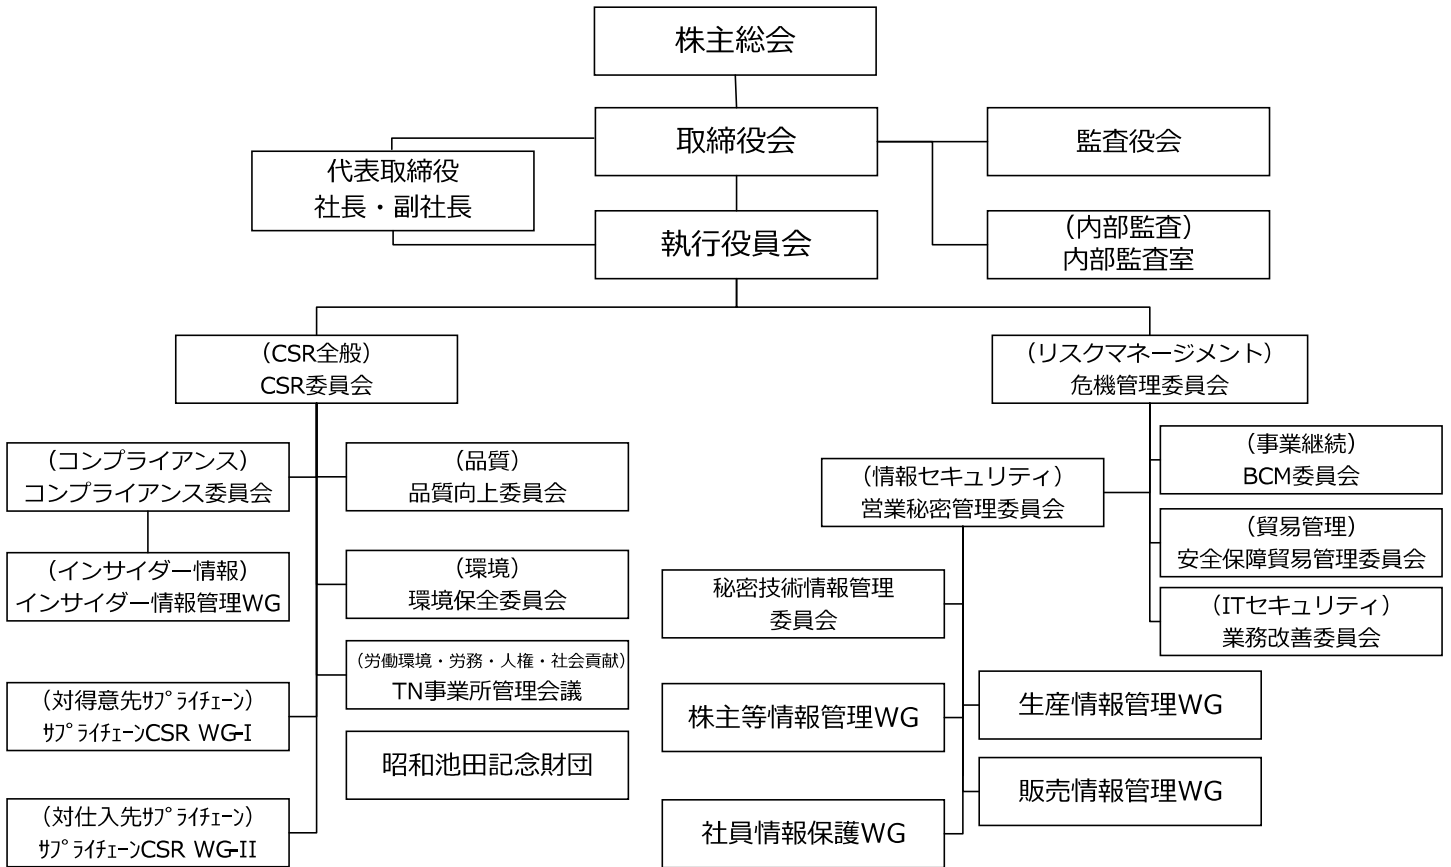 株主総会
取締役会
監査役会
代表取締役
社長・副社長
執行役員会
（内部監査）
内部監査室
（CSR全般）
CSR委員会
（リスクマネージメント）
危機管理委員会
（コンプライアンス）
コンプライアンス委員会
（品質）
品質向上委員会
（情報セキュリティ）
営業秘密管理委員会
（事業継続）
BCM委員会
（貿易管理）
安全保障貿易管理委員会
（インサイダー情報）
インサイダー情報管理WG
（環境）
環境保全委員会
秘密技術情報管理
委員会
（ITセキュリティ）
業務改善委員会
（労働環境・労務・人権・社会貢献）
TN事業所管理会議
（対得意先ｻﾌﾟﾗｲﾁｪｰﾝ）
ｻﾌﾟﾗｲﾁｪｰﾝCSR WG-I
株主等情報管理WG
生産情報管理WG
昭和池田記念財団
販売情報管理WG
（対仕入先ｻﾌﾟﾗｲﾁｪｰﾝ）
ｻﾌﾟﾗｲﾁｪｰﾝCSR WG-II
社員情報保護WG